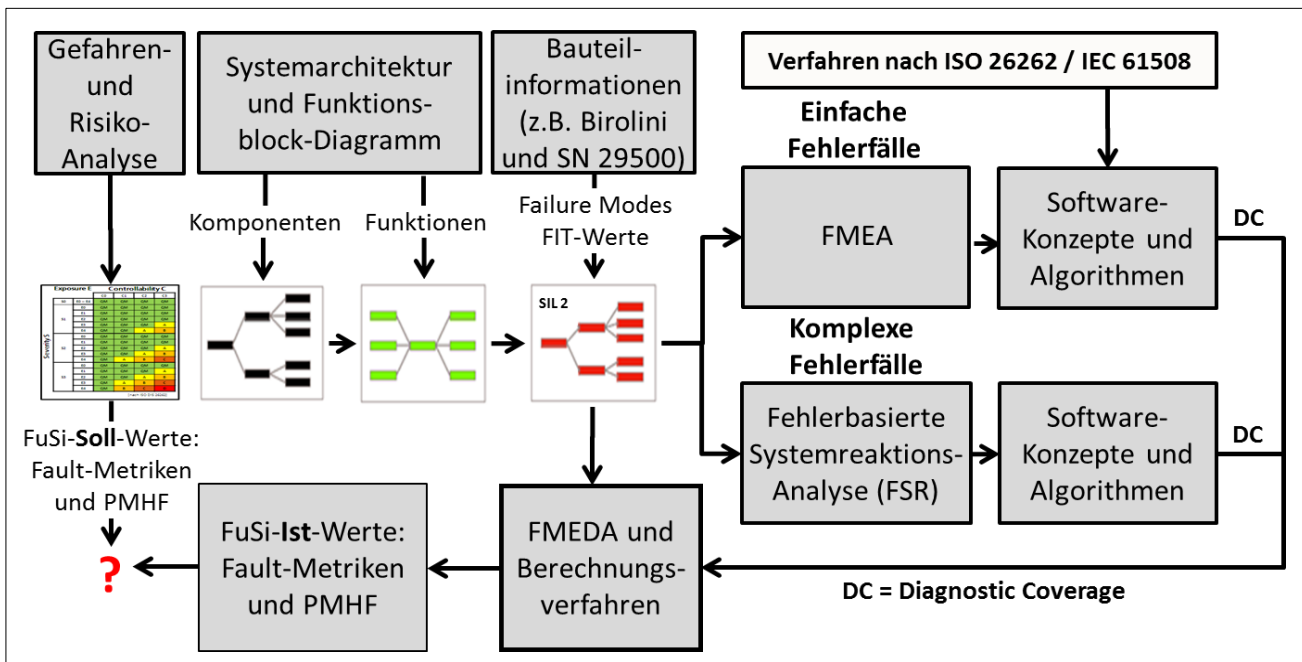 Gefahren-
und
Risiko-
Analyse
Systemarchitektur
und Funktions-
block-Diagramm
Bauteil-
informationen
(z.B. Birolini
und SN 29500)
Verfahren nach ISO 26262 / IEC 61508
Einfache
Fehlerfälle
FMEA
Software-
Konzepte und
Algorithmen
DC
Komponenten
Funktionen
Failure Modes
FIT-Werte
Exposure E
Controllability C
Severity S
SIL 2
Komplexe
Fehlerfälle
Fehlerbasierte
Systemreaktions-
Analyse (FSR)
Software-
Konzepte und
Algorithmen
DC
FuSi-Soll-Werte:
Fault-Metriken
und PMHF
?
FuSi-Ist-Werte:
Fault-Metriken
und PMHF
FMEDA und
Berechnungs-
verfahren
DC = Diagnostic Coverage